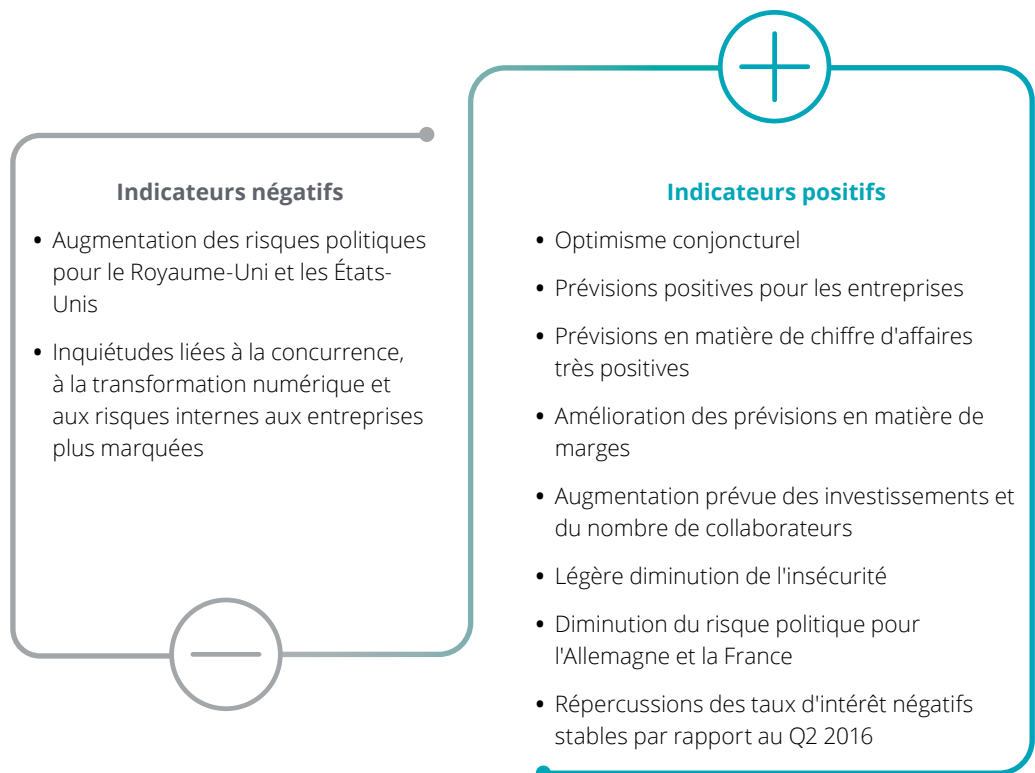 Indicateurs négatifs
• Augmentation des risques politiques
pour le Royaume-Uni et les États-
Unis
• Inquiétudes liées à la concurrence,
à la transformation numérique et
aux risques internes aux entreprises
plus marquées
Indicateurs positifs
• Optimisme conjoncturel
• Prévisions positives pour les entreprises
• Prévisions en matière de chiffre d'affaires
très positives
• Amélioration des prévisions en matière de
marges
• Augmentation prévue des investissements et
du nombre de collaborateurs
• Légère diminution de l'insécurité
• Diminution du risque politique pour
l'Allemagne et la France
• Répercussions des taux d'intérêt négatifs
stables par rapport au Q2 2016